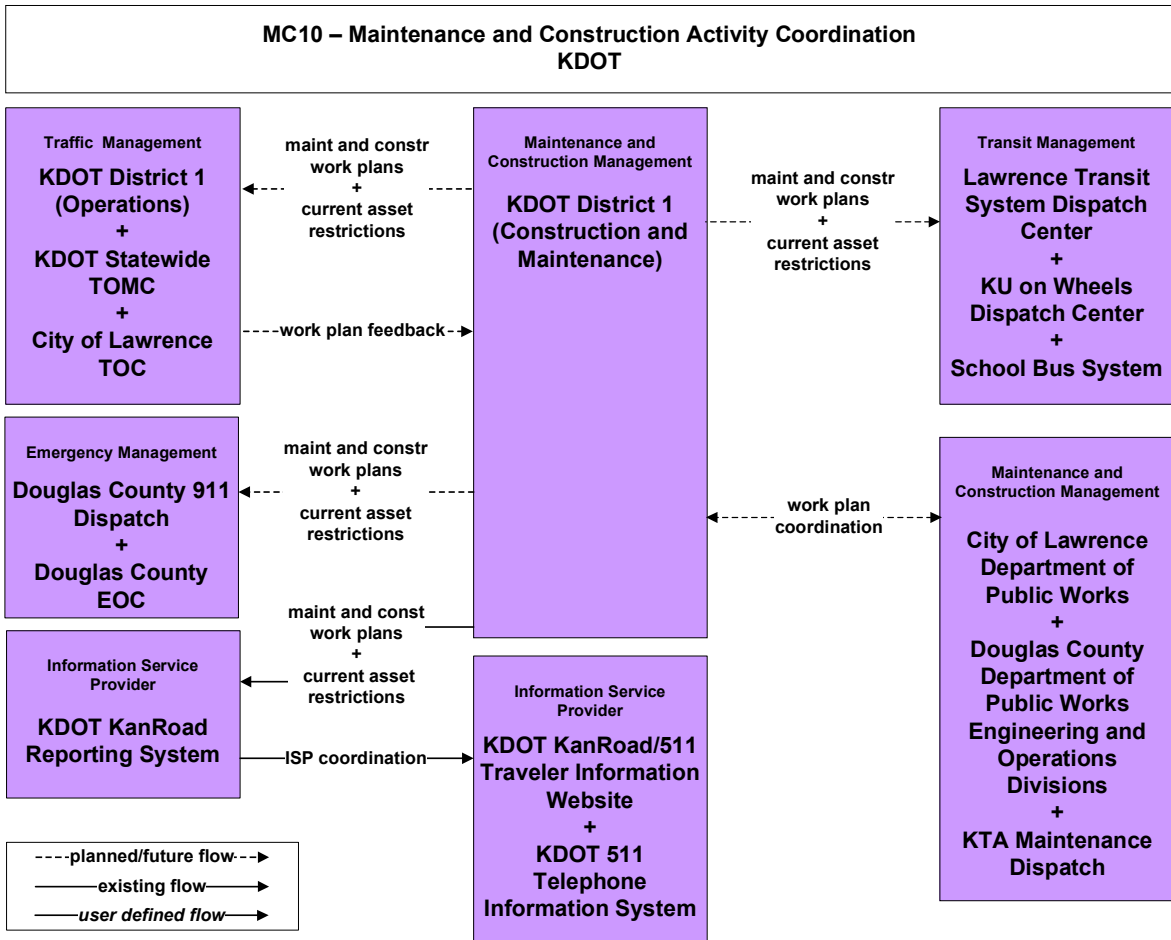 MC10 – Maintenance and Construction Activity Coordination
KDOT
Traffic Management
KDOT District 1
(Operations)
+
KDOT Statewide
TOMC
+
City of Lawrence
TOC
maint and constr
work plans
+
current asset
restrictions
work plan feedback
Maintenance and
Construction Management
KDOT District 1
(Construction and
Maintenance)
maint and constr
work plans
+
current asset
restrictions
Transit Management
Lawrence Transit
System Dispatch
Center
+
KU on Wheels
Dispatch Center
+
School Bus System
Emergency Management
Douglas County 911
Dispatch
+
Douglas County
EOC
maint and constr
work plans
+
current asset
restrictions
work plan
coordination
Maintenance and
Construction Management
City of Lawrence
Department of
Public Works
+
Douglas County
Department of
Public Works
Engineering and
Operations
Divisions
+
KTA Maintenance
Dispatch
maint and const
work plans
+
current asset
restrictions
Information Service
Provider
KDOT KanRoad
Reporting System
ISP coordination
Information Service
Provider
KDOT KanRoad/511
Traveler Information
Website
+
KDOT 511
Telephone
Information System
planned/future flow
existing flow
user defined flow